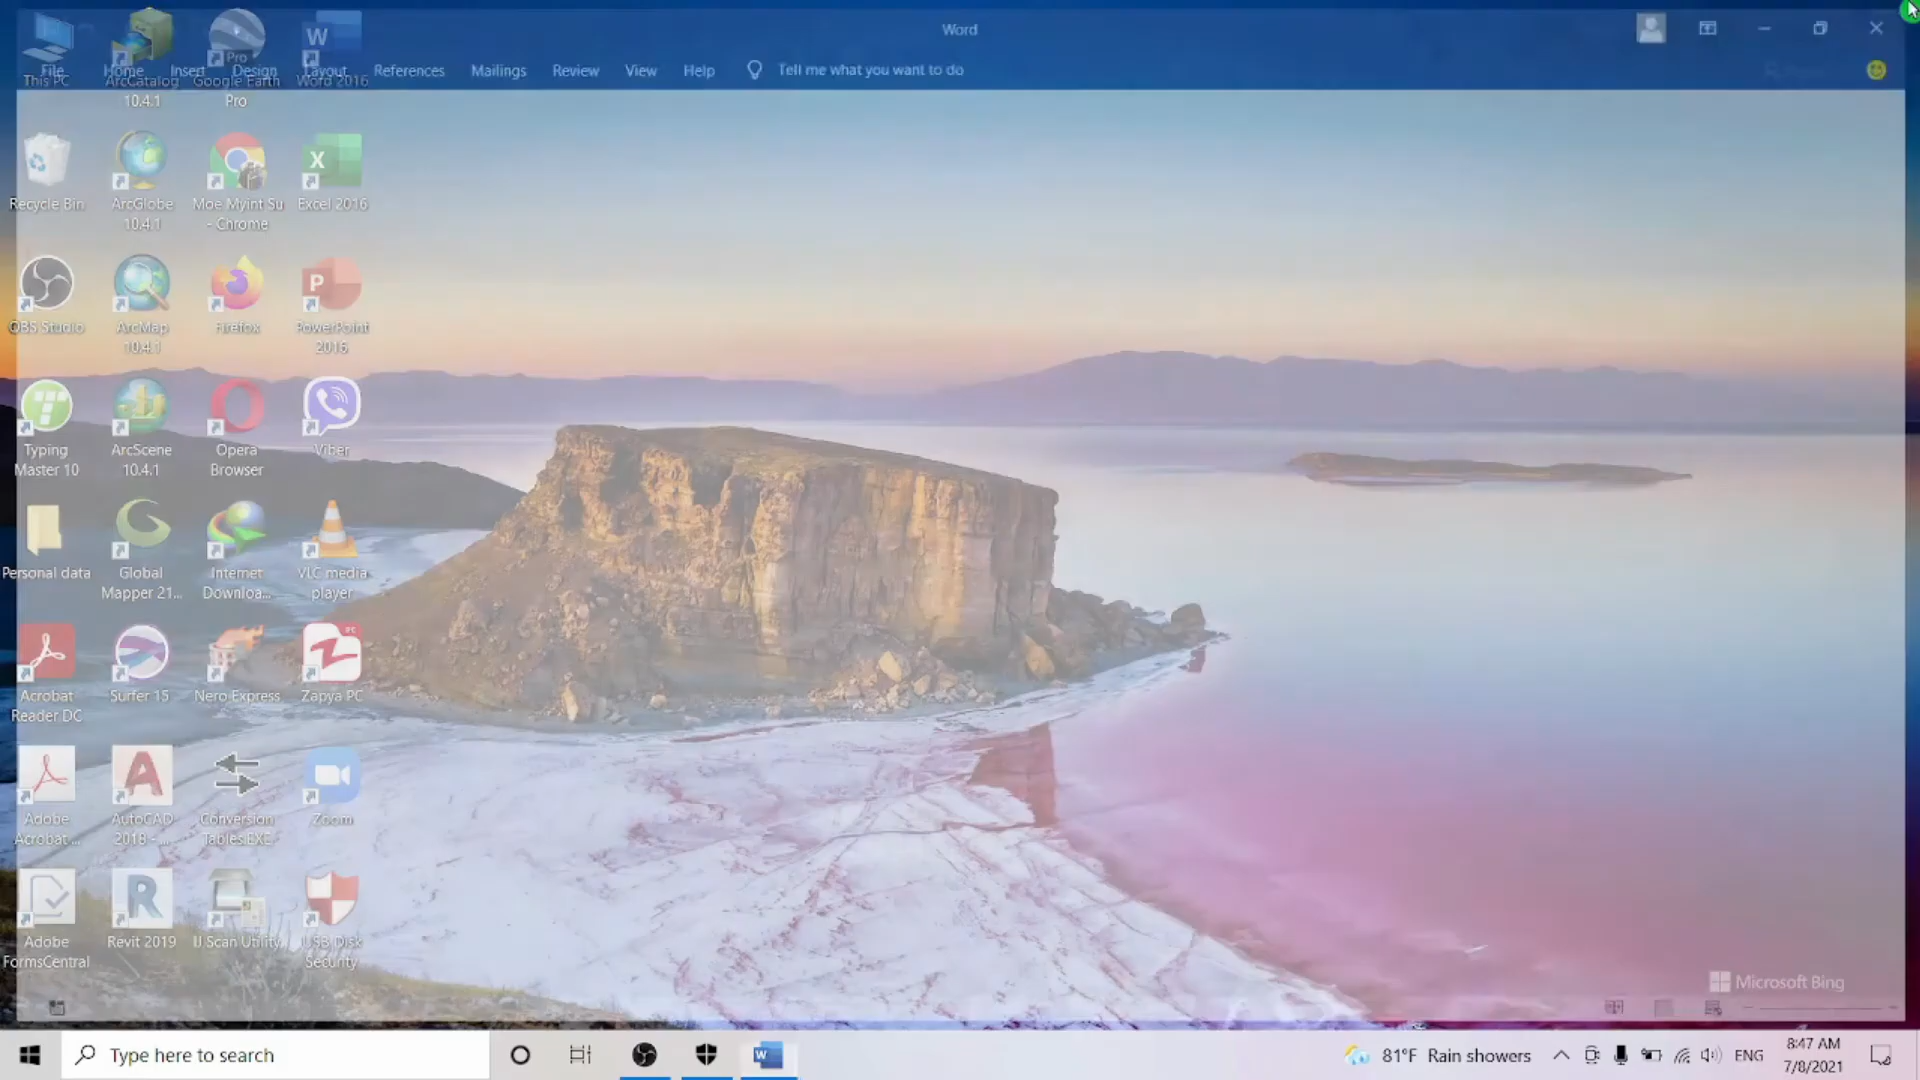 Word
File Home Insert Design Layout References Mailings Review View Help Tell me what you want to do
This PC
ArcCatalog
10.4.1
Google Earth
Pro
Word 2016
Recycle Bin
ArcGlobe
10.4.1
Moe Myint Su
- Chrome
Excel 2016
OBS Studio
ArcMap
10.4.1
Firefox
PowerPoint
2016
Typing
Master 10
ArcScene
10.4.1
Opera
Browser
Viber
Personal data
Global
Mapper 21...
Internet
Downloa...
VLC media
player
Acrobat
Reader DC
Surfer 15
Nero Express
Zapya PC
Adobe
Acrobat ...
AutoCAD
2018 - ...
Conversion
Tables.EXE
Zoom
Adobe
FormsCentral
Revit 2019
IJ Scan Utility
USB Disk
Security
Microsoft Bing
Type here to search
81°F Rain showers
ENG
8:47 AM
7/8/2021